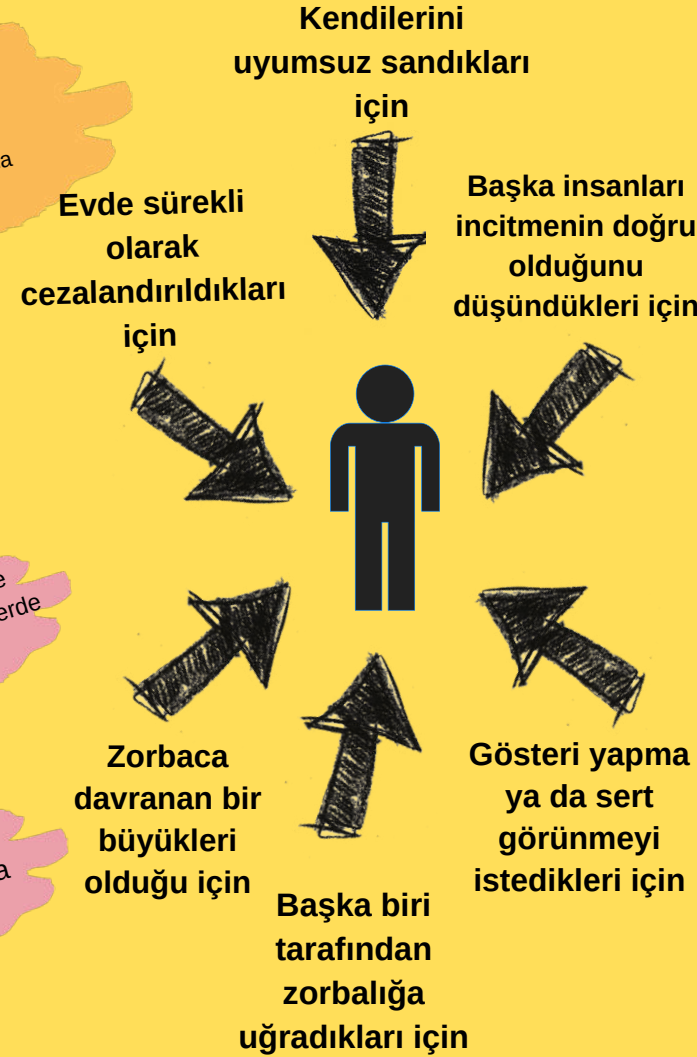 Kendilerini
uyumsuz sandıkları
için
Evde sürekli
olarak
cezalandırıldıkları
için
Başka insanları
incitmenin doğru
olduğunu
düşündükleri için
Zorbaca
davranan bir
büyükleri
olduğu için
Başka biri
tarafından
zorbalığa
uğradıkları için
Gösteri yapma
ya da sert
görünmeyi
istedikleri için